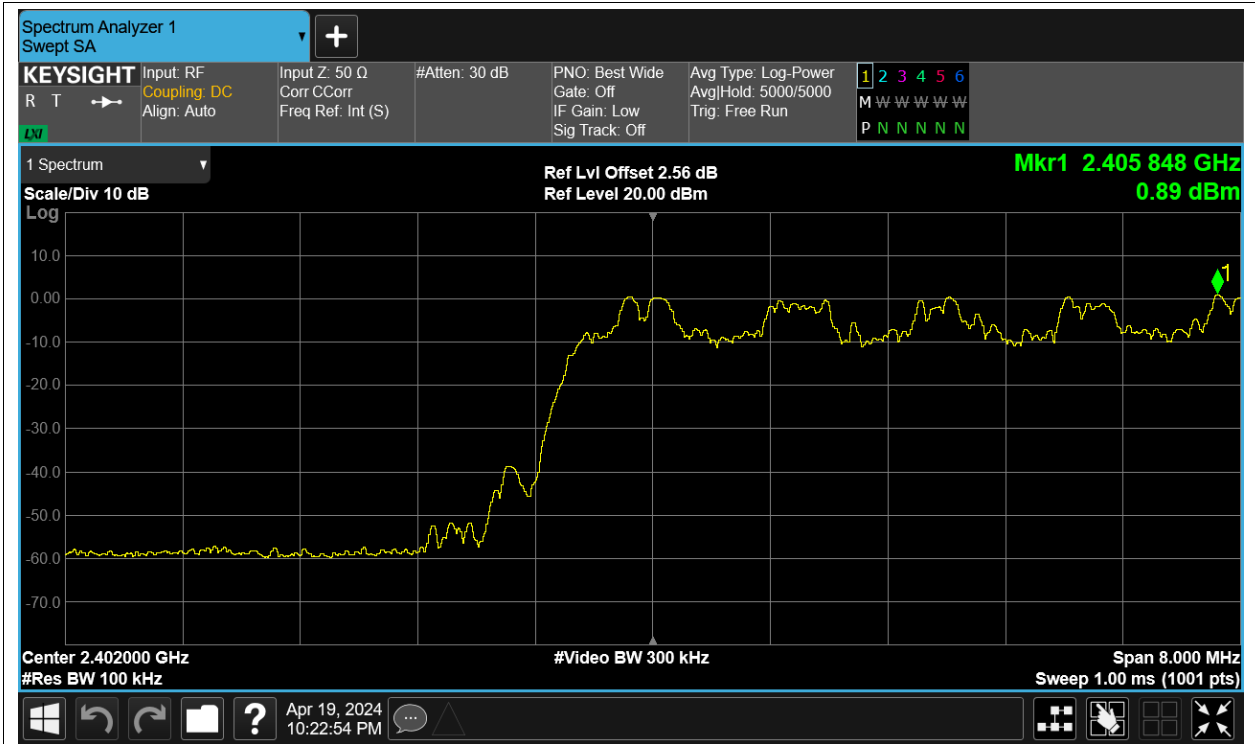 Spectrum Analyzer 1
Swept SA
KEYSIGHT
R T
LXI
Input: RF
Coupling: DC
Align: Auto
Input Z: 50 Ω
Corr CCorr
Freq Ref: Int (S)
#Atten: 30 dB
PNO: Best Wide
Gate: Off
IF Gain: Low
Sig Track: Off
Avg Type: Log-Power
Avg|Hold: 5000/5000
Trig: Free Run
1 2 3 4 5 6
M W W W W W
P N N N N N
1 Spectrum
Scale/Div 10 dB
Log
Ref Lvl Offset 2.56 dB
Ref Level 20.00 dBm
Mkr1 2.405 848 GHz
0.89 dBm
1
10.0
0.00
-10.0
-20.0
-30.0
-40.0
-50.0
-60.0
-70.0
Center 2.402000 GHz
#Res BW 100 kHz
#Video BW 300 kHz
Span 8.000 MHz
Sweep 1.00 ms (1001 pts)
?
Apr 19, 2024
10:22:54 PM